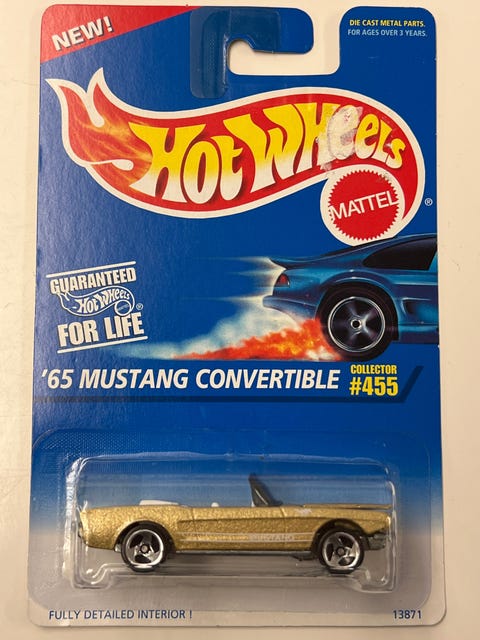 NEW!
DIE CAST METAL PARTS.
FOR AGES OVER 3 YEARS.
Hot Wheels
MATTEL
®
GUARANTEED
Hot Wheels ®
FOR LIFE
'65 MUSTANG CONVERTIBLE
COLLECTOR
#455
MUSTANG
FULLY DETAILED INTERIOR !
13871